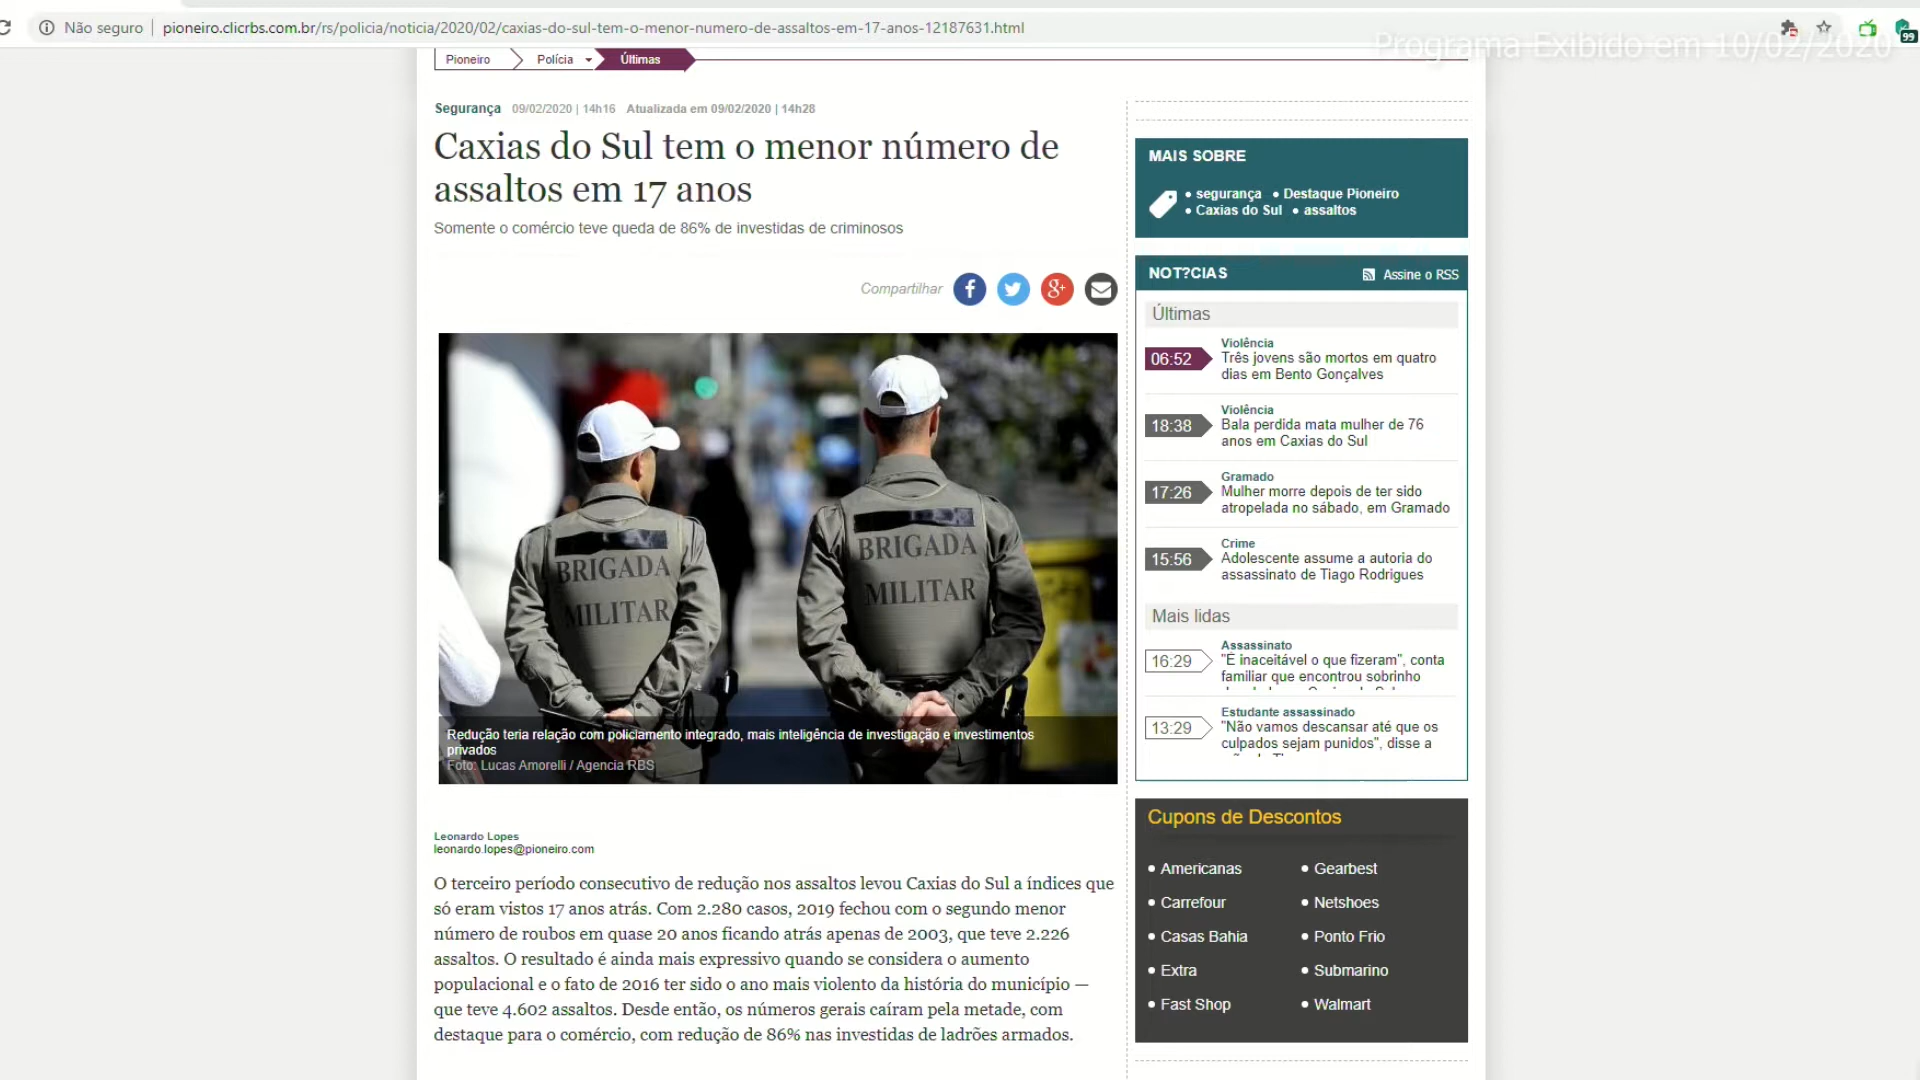 Não seguro
pioneiro.clicrbs.com.br/rs/policia/noticia/2020/02/caxias-do-sul-tem-o-menor-numero-de-assaltos-em-17-anos-12187631.html
99
Programa Exibido em 10/02/2020
Pioneiro
Polícia
Últimas
Segurança 09/02/2020 | 14h16 Atualizada em 09/02/2020 | 14h28
Caxias do Sul tem o menor número de
assaltos em 17 anos
Somente o comércio teve queda de 86% de investidas de criminosos
Compartilhar
BRIGADA
MILITAR
BRIGADA
MILITAR
Redução teria relação com policiamento integrado, mais inteligência de investigação e investimentos
privados
Foto: Lucas Amorelli / Agencia RBS
Leonardo Lopes
leonardo.lopes@pioneiro.com
O terceiro período consecutivo de redução nos assaltos levou Caxias do Sul a índices que
só eram vistos 17 anos atrás. Com 2.280 casos, 2019 fechou com o segundo menor
número de roubos em quase 20 anos ficando atrás apenas de 2003, que teve 2.226
assaltos. O resultado é ainda mais expressivo quando se considera o aumento
populacional e o fato de 2016 ter sido o ano mais violento da história do município —
que teve 4.602 assaltos. Desde então, os números gerais caíram pela metade, com
destaque para o comércio, com redução de 86% nas investidas de ladrões armados.
MAIS SOBRE
• segurança • Destaque Pioneiro
• Caxias do Sul • assaltos
NOT?CIAS
Assine o RSS
Últimas
06:52
Violência
Três jovens são mortos em quatro
dias em Bento Gonçalves
18:38
Violência
Bala perdida mata mulher de 76
anos em Caxias do Sul
17:26
Gramado
Mulher morre depois de ter sido
atropelada no sábado, em Gramado
15:56
Crime
Adolescente assume a autoria do
assassinato de Tiago Rodrigues
Mais lidas
16:29
Assassinato
"É inaceitável o que fizeram", conta
familiar que encontrou sobrinho
13:29
Estudante assassinado
"Não vamos descansar até que os
culpados sejam punidos", disse a
Cupons de Descontos
• Americanas
• Gearbest
• Carrefour
• Netshoes
• Casas Bahia
• Ponto Frio
• Extra
• Submarino
• Fast Shop
• Walmart